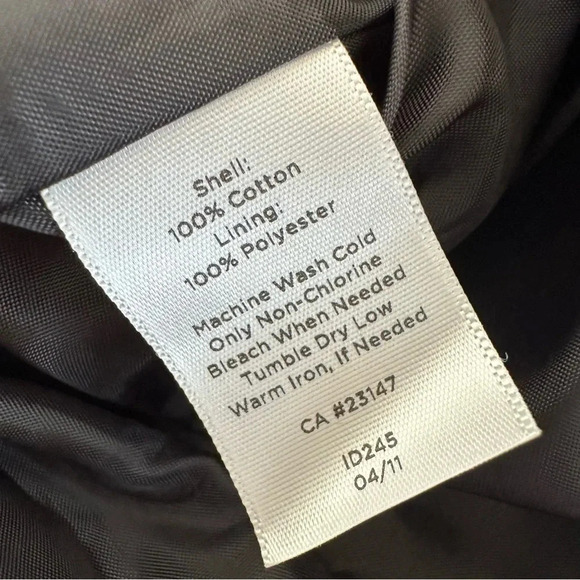 Shell:
100% Cotton
Lining:
100% Polyester
Machine Wash Cold
Only Non-Chlorine
Bleach When Needed
Tumble Dry Low
Warm Iron, If Needed
CA #23147
ID245
04/11